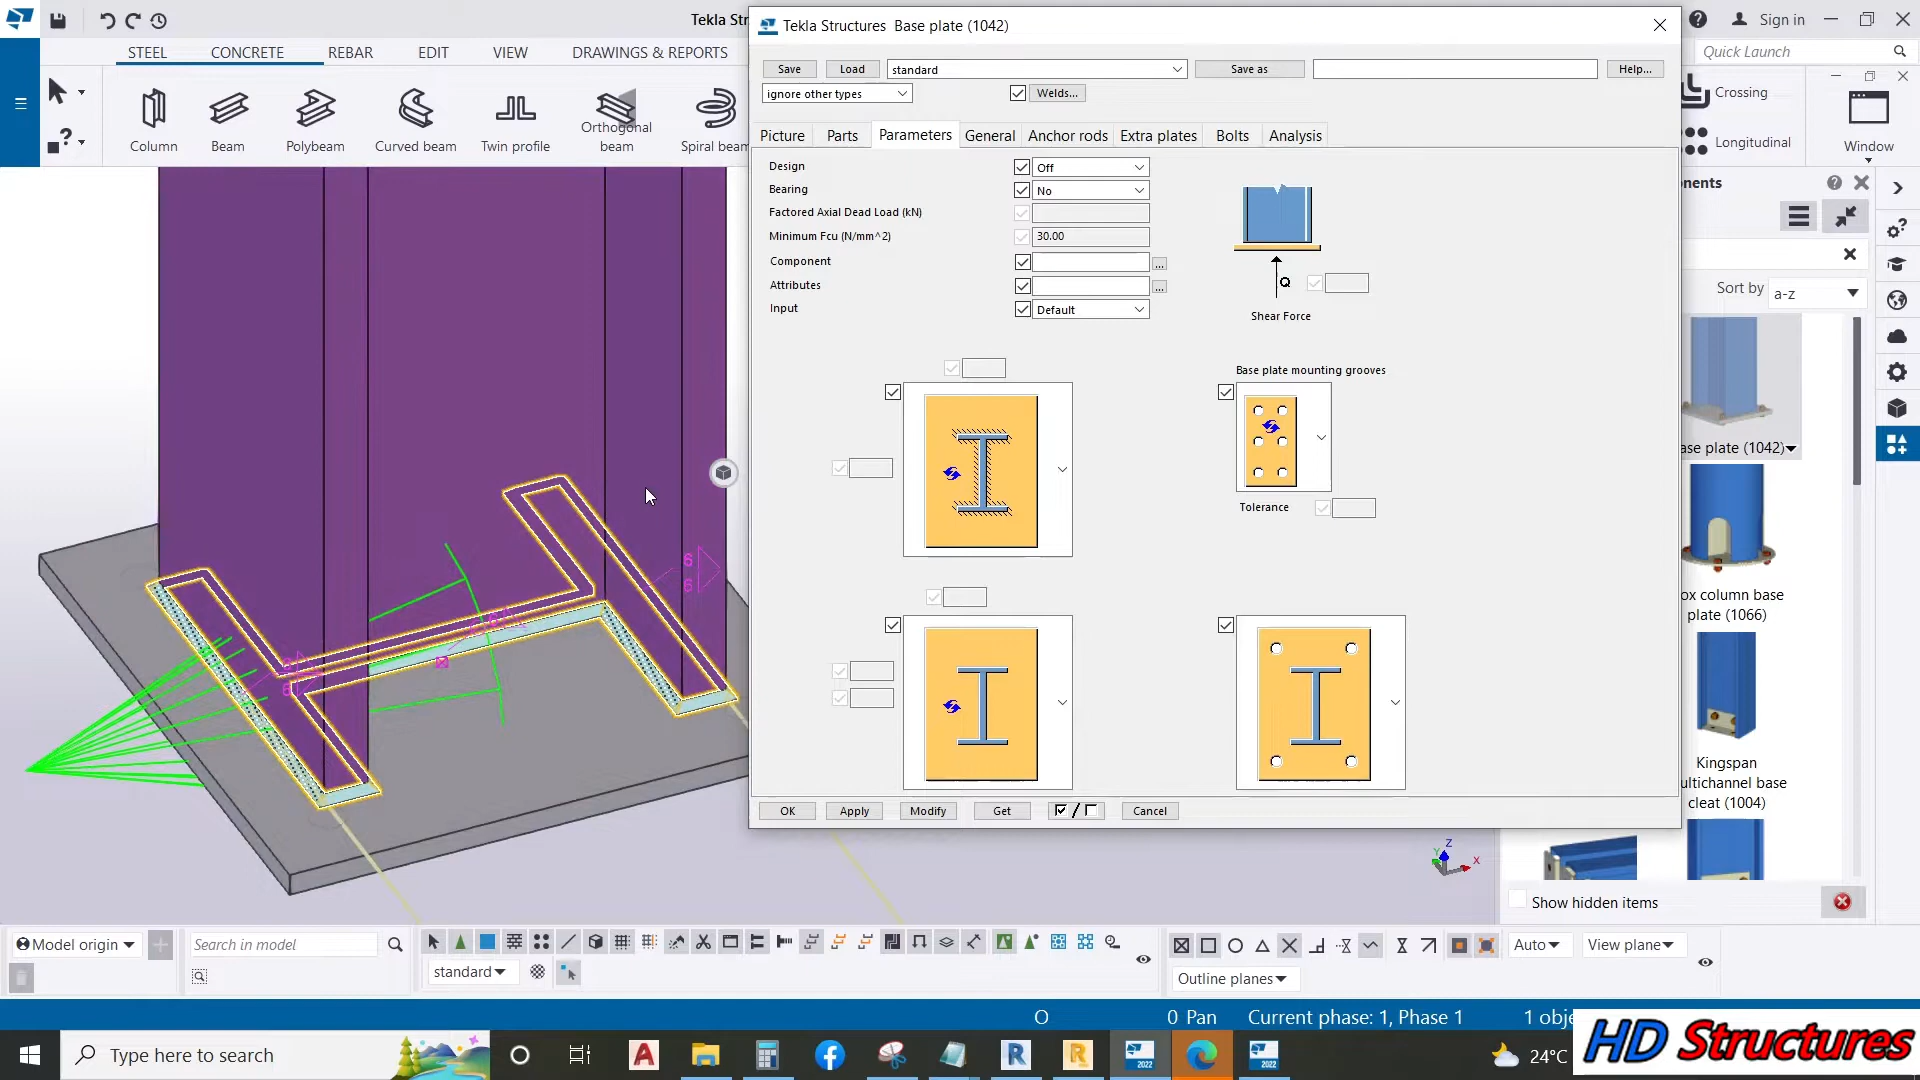 Tekla Str
Sign in
STEEL
CONCRETE
REBAR
EDIT
VIEW
DRAWINGS & REPORTS
Quick Launch
Column
Beam
Polybeam
Curved beam
Twin profile
Orthogonal
beam
Spiral beam
Crossing
Longitudinal
Window
Tekla Structures Base plate (1042)
Save
Load
standard
Save as
Help...
ignore other types
Welds...
Picture
Parts
Parameters
General
Anchor rods
Extra plates
Bolts
Analysis
Design
Off
Bearing
No
Factored Axial Dead Load (kN)
Minimum Fcu (N/mm^2)
30.00
Component
...
Attributes
...
Input
Default
Q
Shear Force
Base plate mounting grooves
Tolerance
OK
Apply
Modify
Get
/
Cancel
nents
Sort by
a-z
ase plate (1042)
ox column base
plate (1066)
Kingspan
ultichannel base
cleat (1004)
Show hidden items
6
6
Z
Y
X
Model origin
Search in model
standard
Auto
View plane
Outline planes
O
0 Pan
Current phase: 1, Phase 1
1 obje
Type here to search
2022
2022
24°C
HD Structures